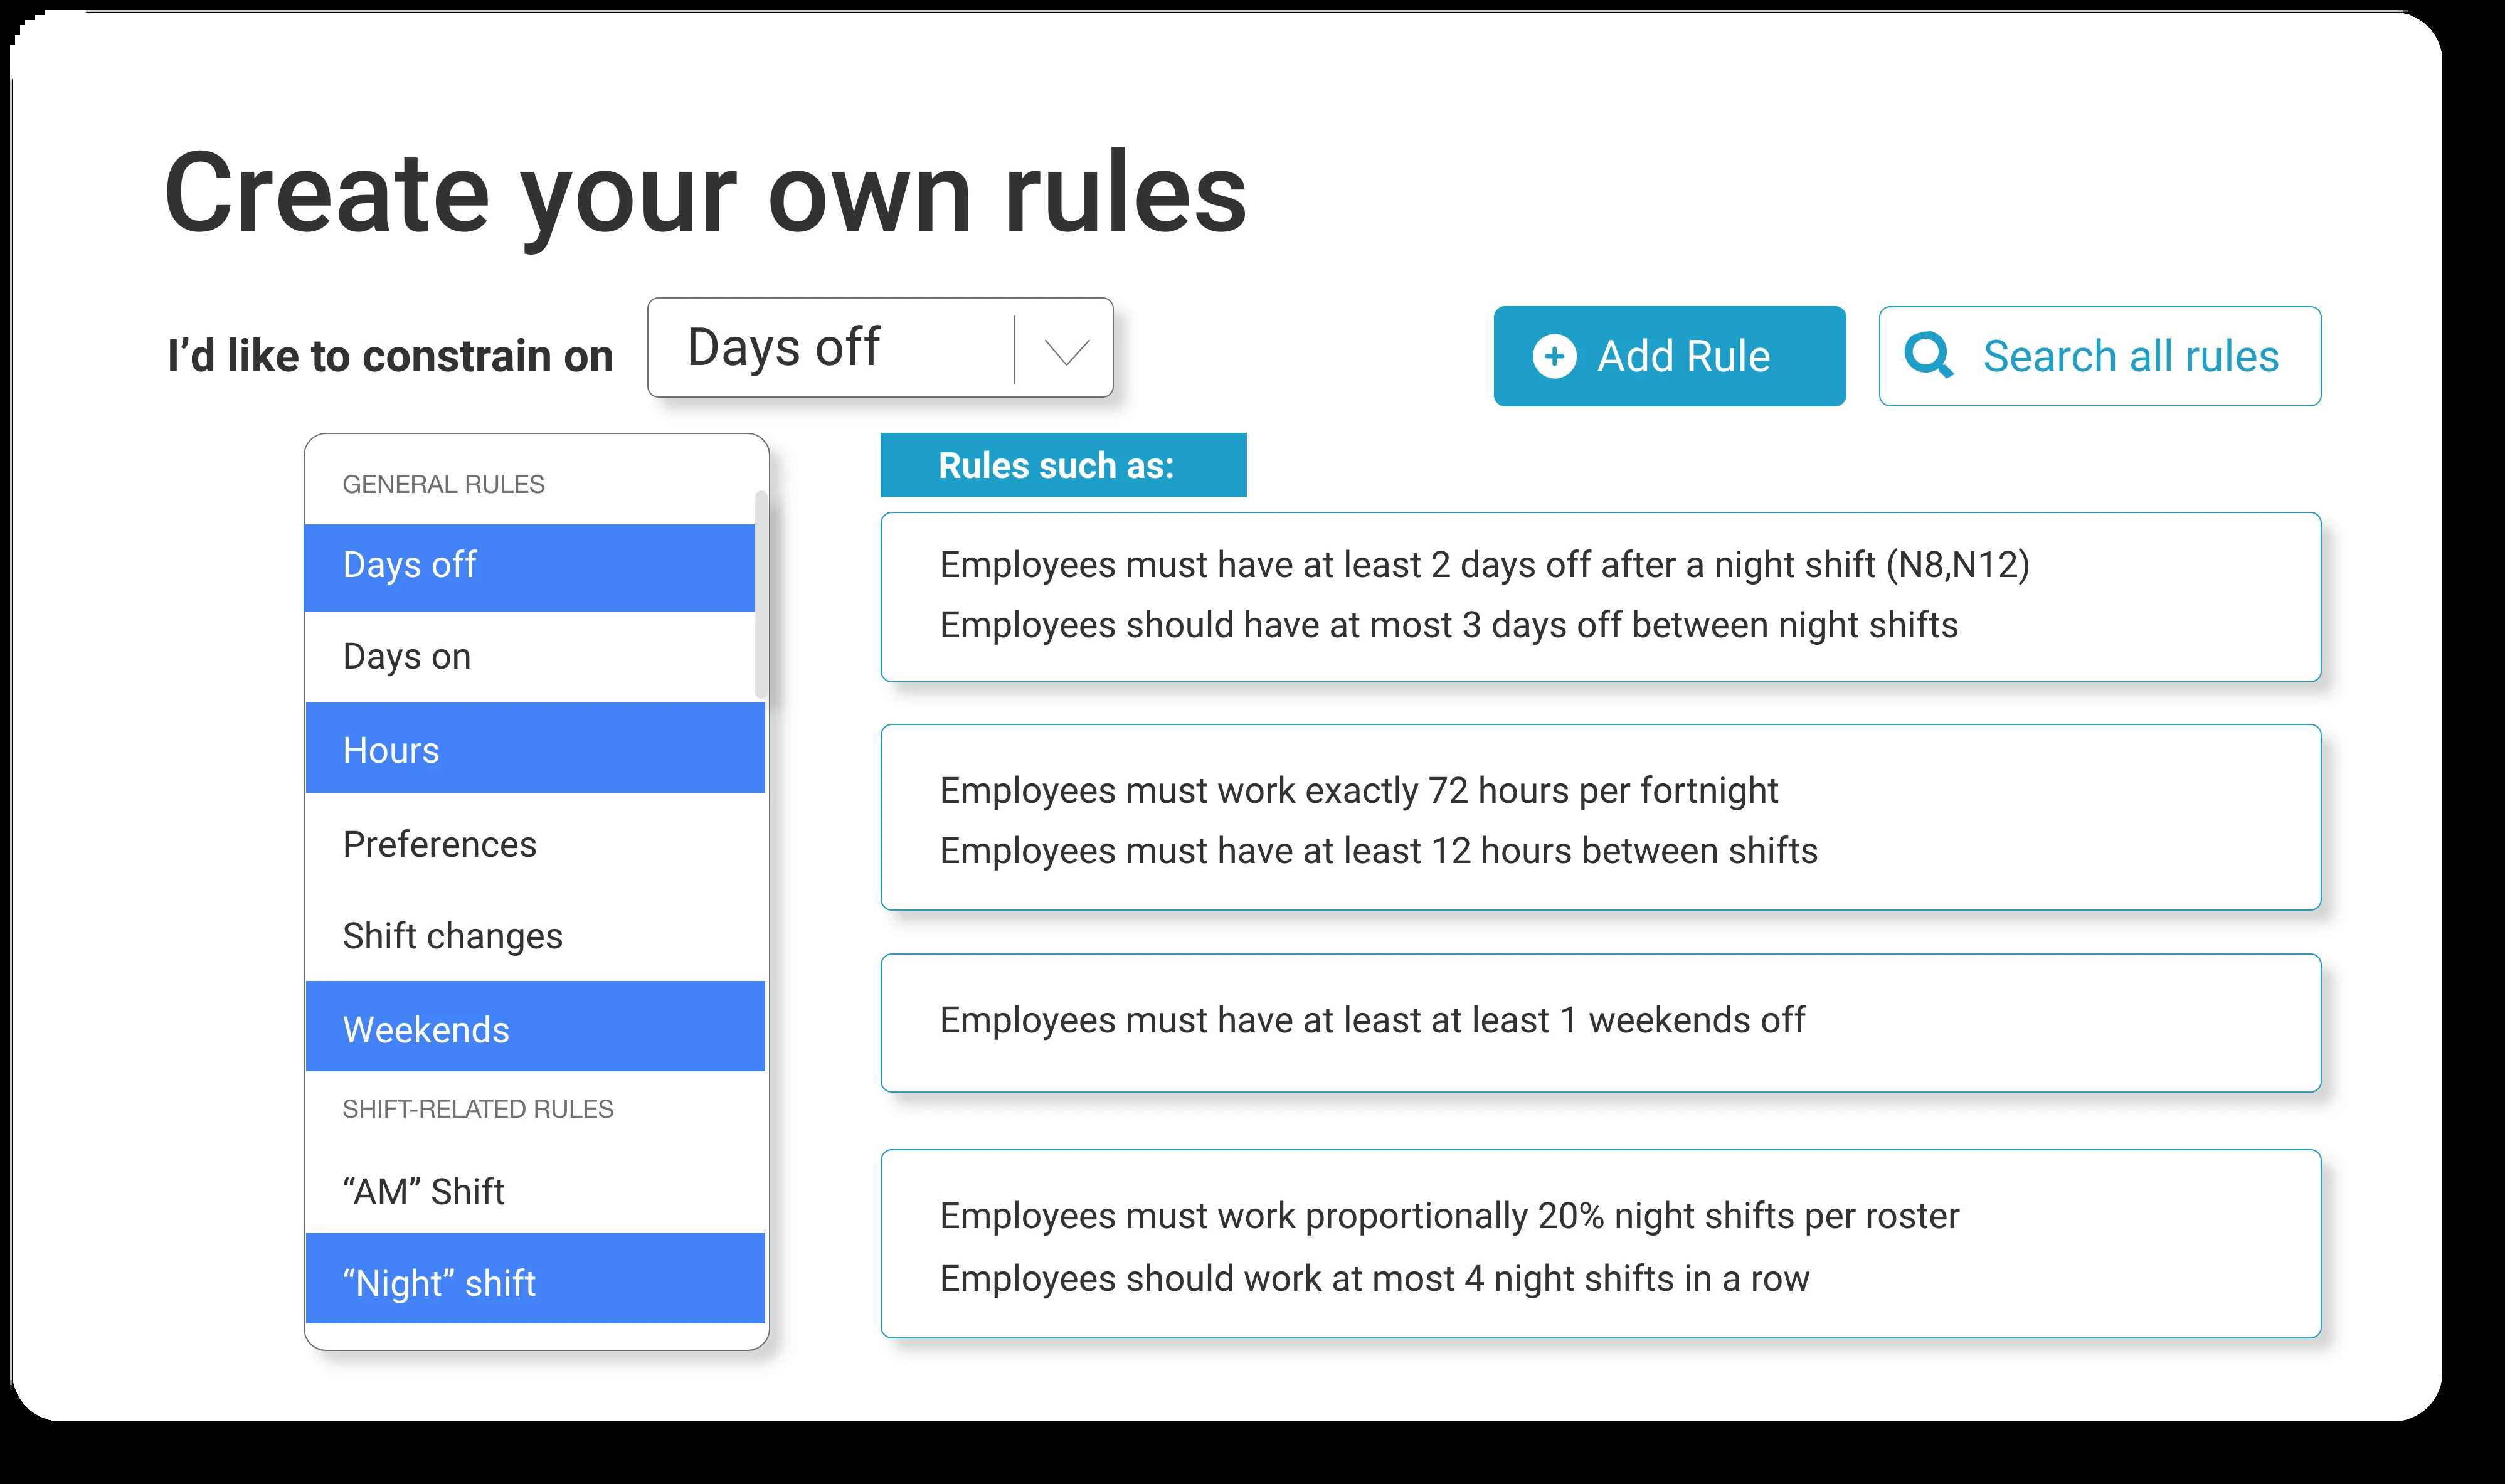 Create your own rules
I’d like to constrain on
Days off
Add Rule
Search all rules
GENERAL RULES
Days off
Days on
Hours
Preferences
Shift changes
Weekends
SHIFT-RELATED RULES
“AM” Shift
“Night” shift
Rules such as:
Employees must have at least 2 days off after a night shift (N8,N12)
Employees should have at most 3 days off between night shifts
Employees must work exactly 72 hours per fortnight
Employees must have at least 12 hours between shifts
Employees must have at least at least 1 weekends off
Employees must work proportionally 20% night shifts per roster
Employees should work at most 4 night shifts in a row